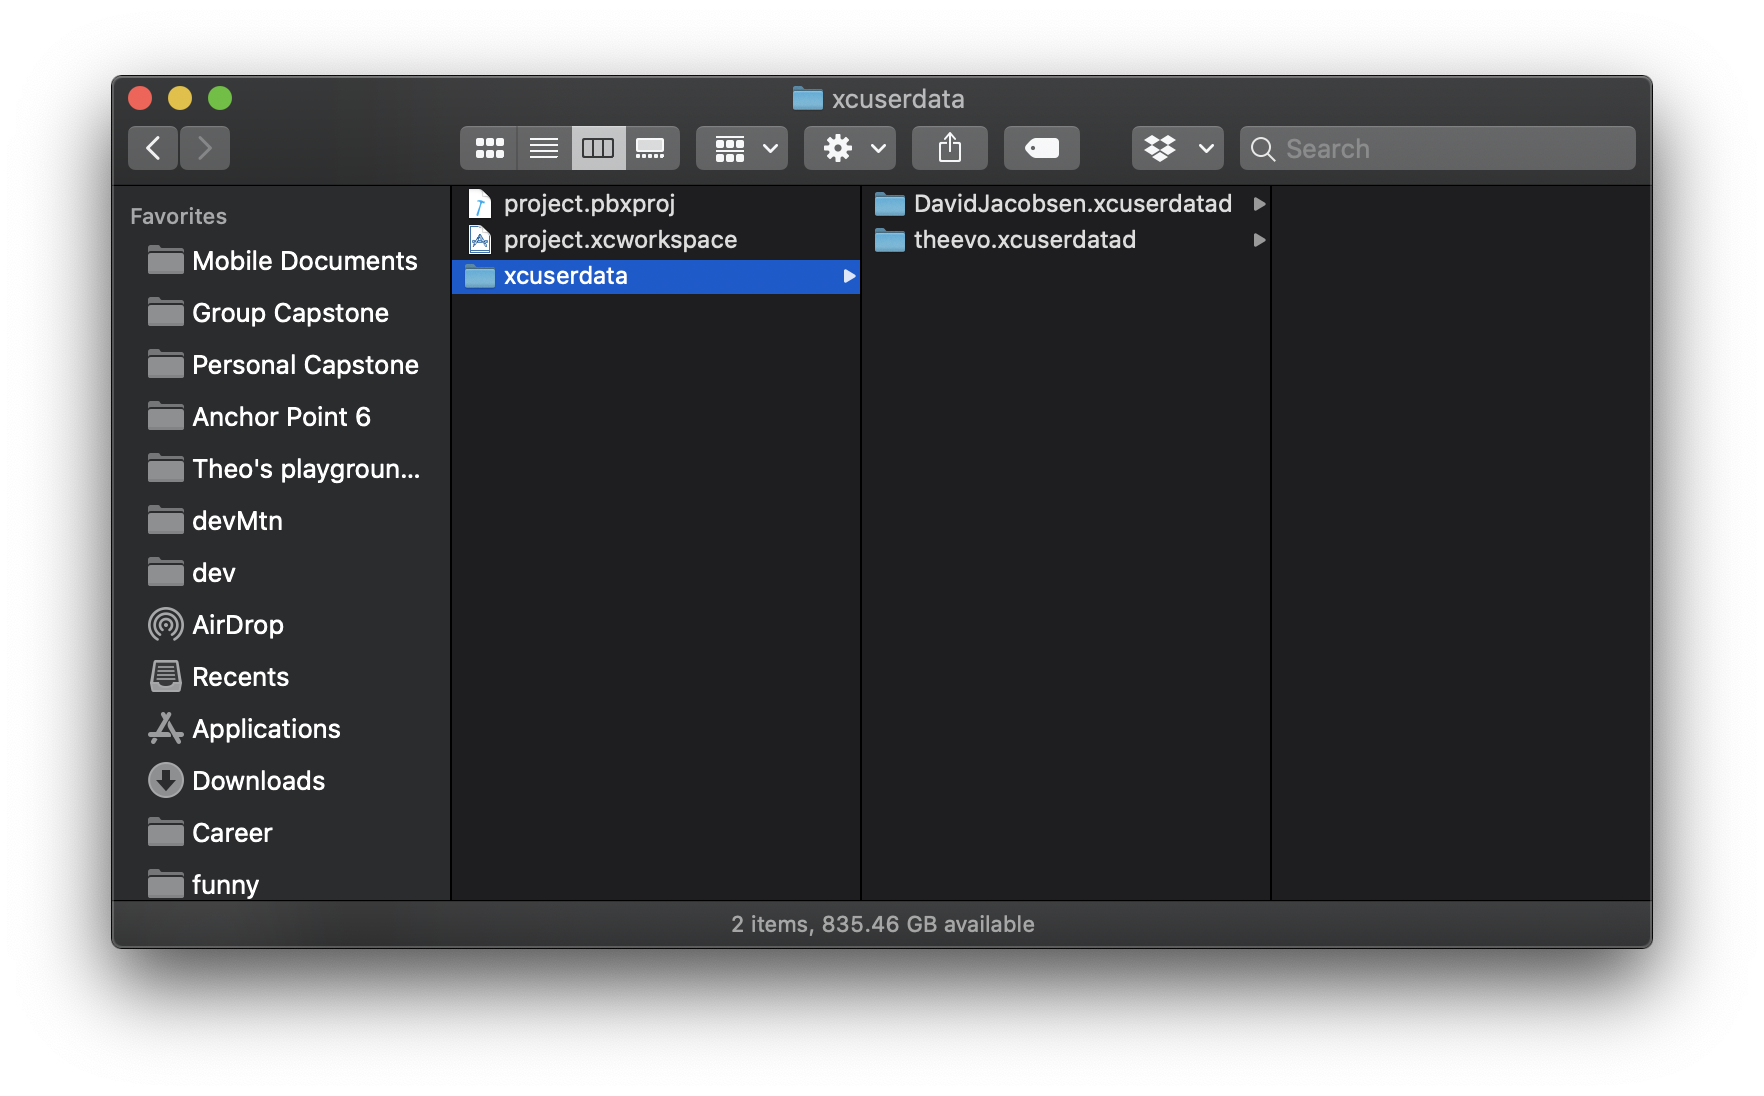 xcuserdata
Search
Favorites
Mobile Documents
Group Capstone
Personal Capstone
Anchor Point 6
Theo's playgroun...
devMtn
dev
AirDrop
Recents
Applications
Downloads
Career
funny
project.pbxproj
project.xcworkspace
xcuserdata
DavidJacobsen.xcuserdatad
theevo.xcuserdatad
2 items, 835.46 GB available